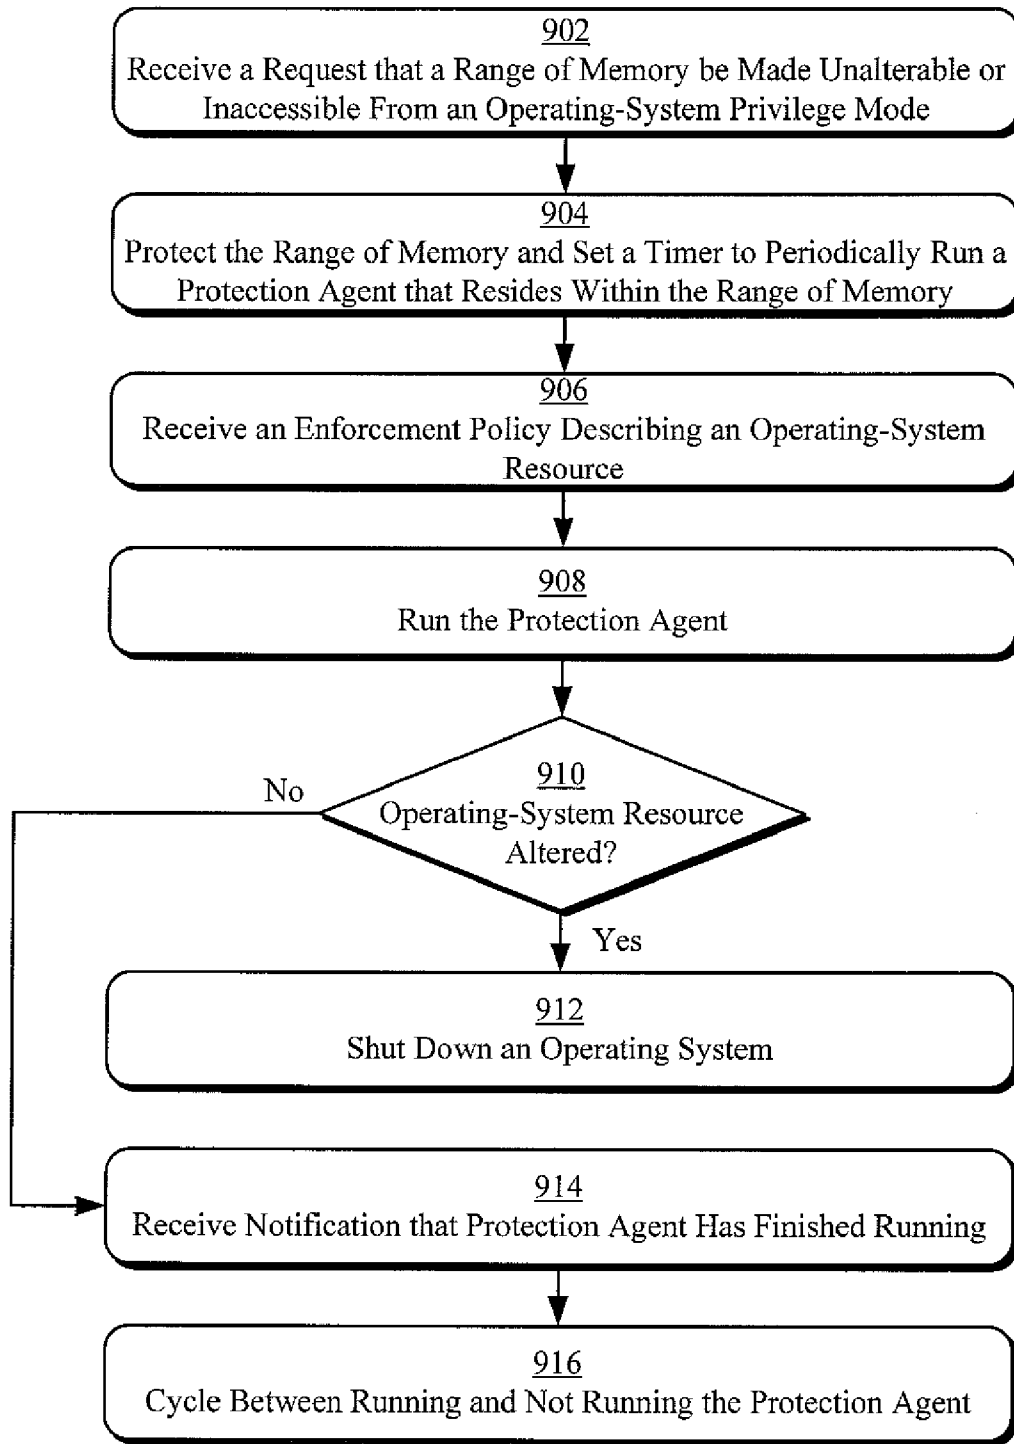 902
Receive a Request that a Range of Memory be Made Unalterable or
Inaccessible From an Operating-System Privilege Mode
904
Protect the Range of Memory and Set a Timer to Periodically Run a
Protection Agent that Resides Within the Range of Memory
906
Receive an Enforcement Policy Describing an Operating-System
Resource
908
Run the Protection Agent
910
Operating-System Resource
Altered?
No
Yes
912
Shut Down an Operating System
914
Receive Notification that Protection Agent Has Finished Running
916
Cycle Between Running and Not Running the Protection Agent